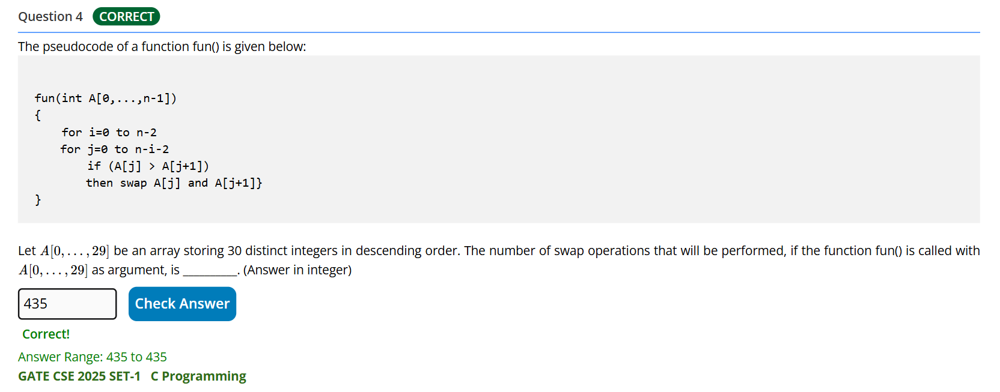 Question 4 CORRECT
The pseudocode of a function fun() is given below:
fun(int A[0,...,n-1])
{
for i=0 to n-2
for j=0 to n-i-2
if (A[j] > A[j+1])
then swap A[j] and A[j+1]}
}
Let A[0, . . . , 29] be an array storing 30 distinct integers in descending order. The number of swap operations that will be performed, if the function fun() is called with
A[0, . . . , 29] as argument, is ________. (Answer in integer)
435 Check Answer
Correct!
Answer Range: 435 to 435
GATE CSE 2025 SET-1 C Programming